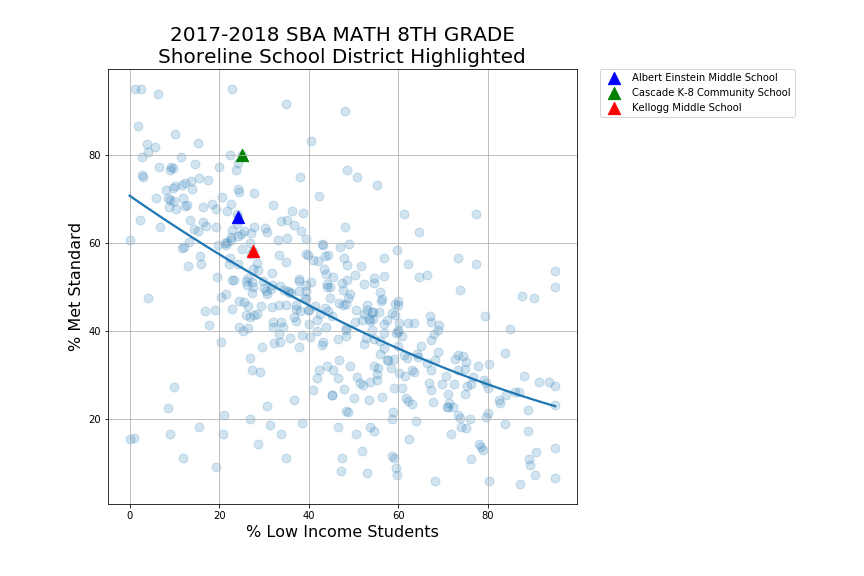 2017-2018 SBA MATH 8TH GRADE
Shoreline School District Highlighted
Albert Einstein Middle School
Cascade K-8 Community School
Kellogg Middle School
% Met Standard
80
60
40
20
0 20 40 60 80
% Low Income Students